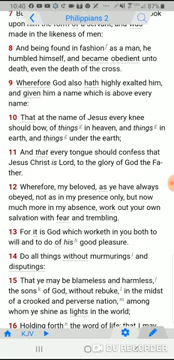 10:40
Philippians 2
upon him the form of a servant, and was
made in the likeness of men:
8 And being found in fashion as a man, he
humbled himself, and became obedient unto
death, even the death of the cross.
9 Wherefore God also hath highly exalted him,
and given him a name which is above every
name:
10 That at the name of Jesus every knee
should bow, of things in heaven, and things in
earth, and things under the earth;
11 And that every tongue should confess that
Jesus Christ is Lord, to the glory of God the Fa-
ther.
12 Wherefore, my beloved, as ye have always
obeyed, not as in my presence only, but now
much more in my absence, work out your own
salvation with fear and trembling.
13 For it is God which worketh in you both to
will and to do of his good pleasure.
14 Do all things without murmurings and
disputings:
15 That ye may be blameless and harmless,
the sons of God, without rebuke, in the midst
of a crooked and perverse nation, among
whom ye shine as lights in the world;
16 Holding forth the word of life; that I may
KJV